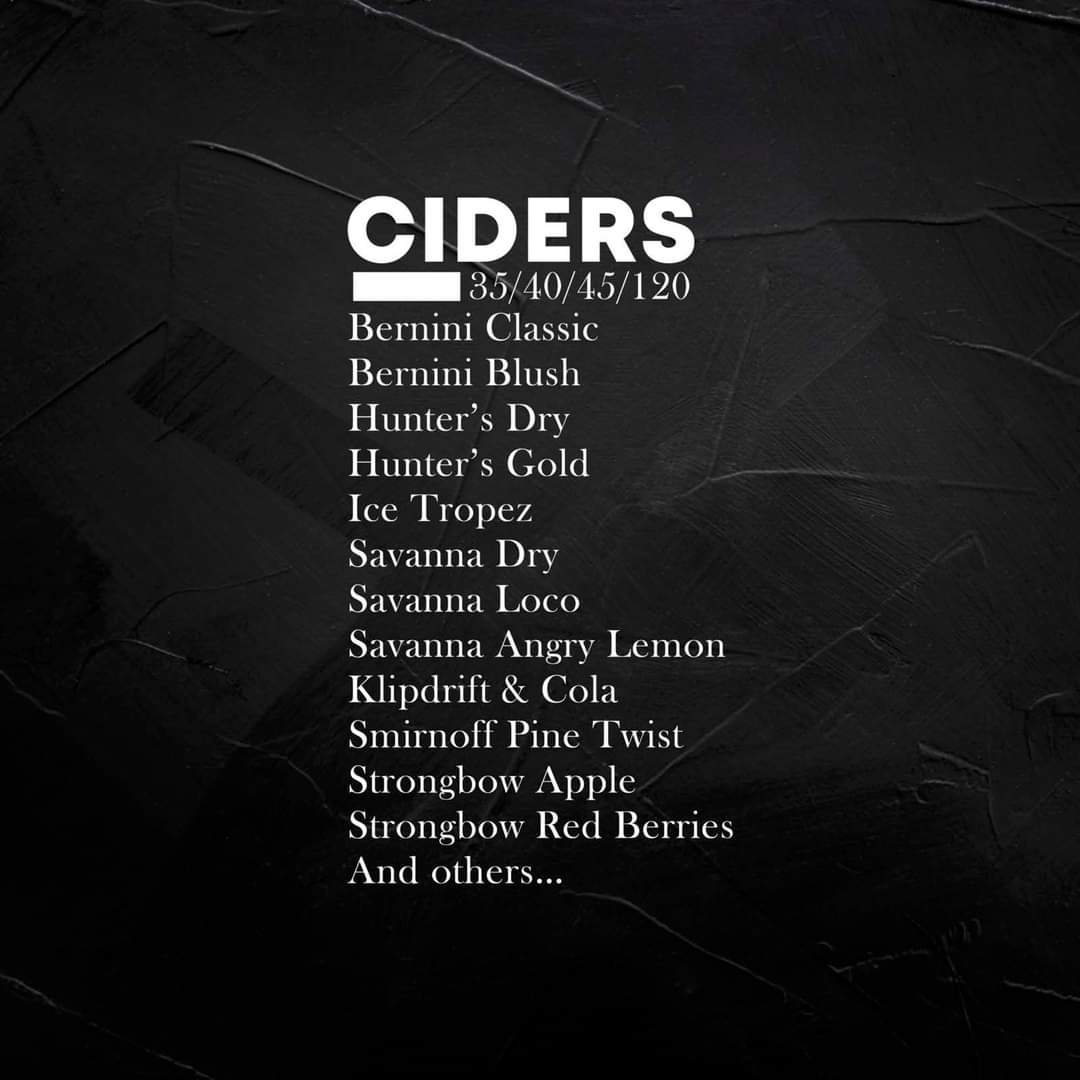 CIDERS
35/40/45/120
Bernini Classic
Bernini Blush
Hunter’s Dry
Hunter’s Gold
Ice Tropez
Savanna Dry
Savanna Loco
Savanna Angry Lemon
Klipdrift & Cola
Smirnoff Pine Twist
Strongbow Apple
Strongbow Red Berries
And others...